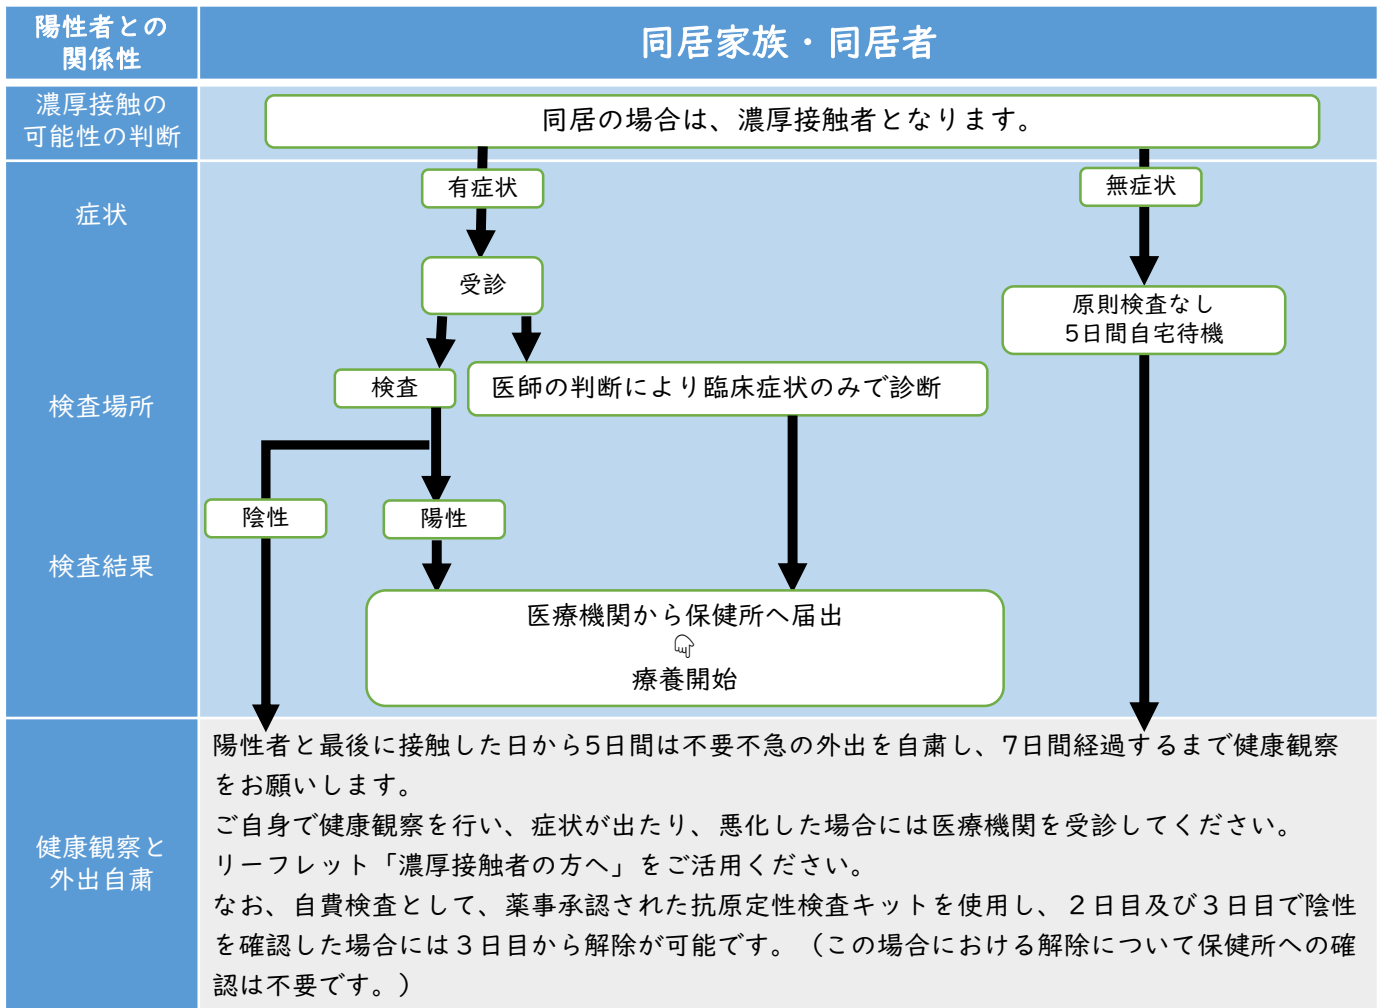 陽性者との
関係性
同居家族・同居者
濃厚接触の
可能性の判断
同居の場合は、濃厚接触者となります。
症状
有症状
無症状
受診
原則検査なし
5日間自宅待機
検査場所
検査
医師の判断により臨床症状のみで診断
陰性
陽性
検査結果
医療機関から保健所へ届出
☟
療養開始
健康観察と
外出自粛
陽性者と最後に接触した日から5日間は不要不急の外出を自粛し、7日間経過するまで健康観察
をお願いします。
ご自身で健康観察を行い、症状が出たり、悪化した場合には医療機関を受診してください。
リーフレット「濃厚接触者の方へ」をご活用ください。
なお、自費検査として、薬事承認された抗原定性検査キットを使用し、２日目及び３日目で陰性
を確認した場合には３日目から解除が可能です。（この場合における解除について保健所への確
認は不要です。）